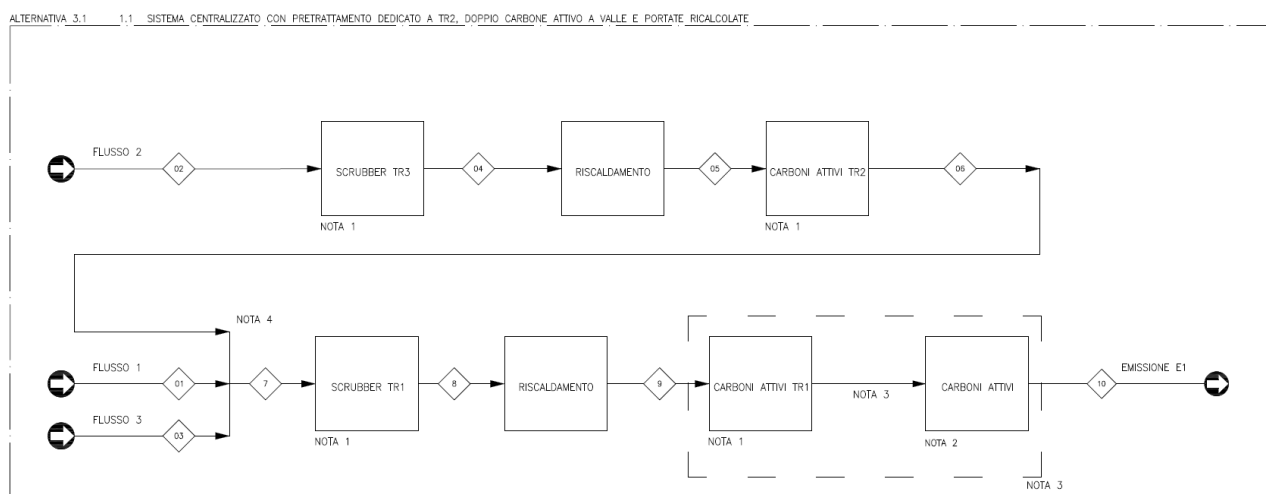 ALTERNATIVA 3.1 1.1 SISTEMA CENTRALIZZATO CON PRETRATTAMENTO DEDICATO A TR2, DOPPIO CARBONE ATTIVO A VALLE E PORTATE RICALCOLATE
FLUSSO 2
02
SCRUBBER TR3
04
RISCALDAMENTO
05
CARBONI ATTIVI TR2
06
NOTA 1
NOTA 1
NOTA 4
FLUSSO 1
01
7
SCRUBBER TR1
8
RISCALDAMENTO
9
CARBONI ATTIVI TR1
NOTA 3
CARBONI ATTIVI
10
EMISSIONE E1
FLUSSO 3
03
NOTA 1
NOTA 1
NOTA 2
NOTA 3